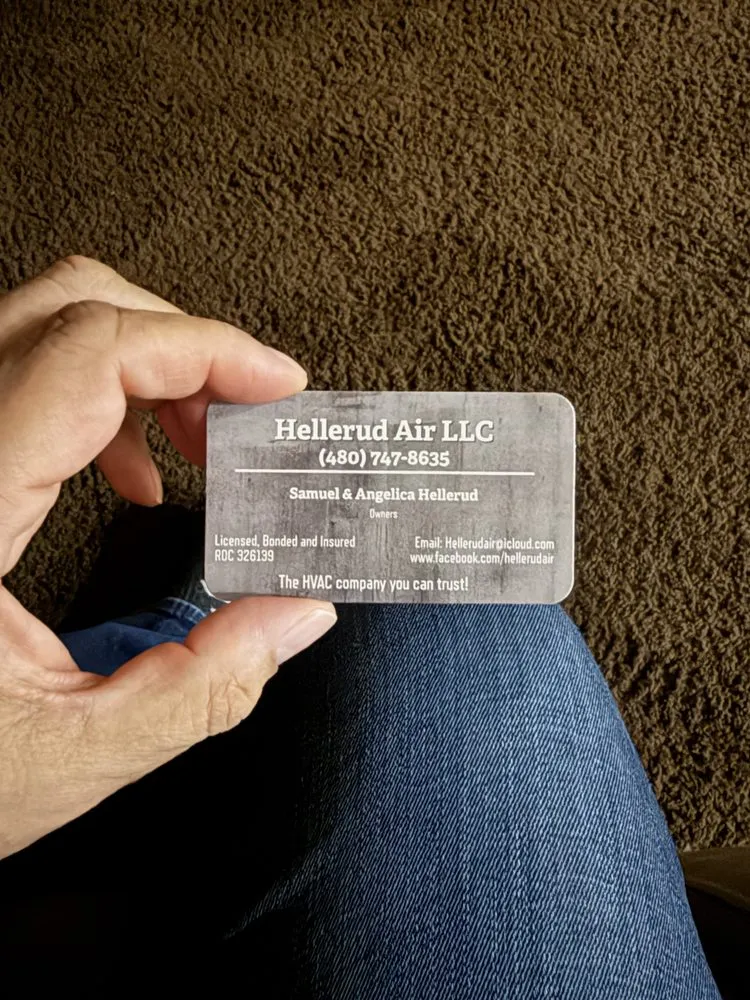 Hellerud Air LLC
(480) 747-8635
Samuel & Angelica Hellerud
Owners
Licensed, Bonded and Insured
ROC 326139
Email: Hellerudair@icloud.com
www.facebook.com/hellerudair
The HVAC company you can trust!